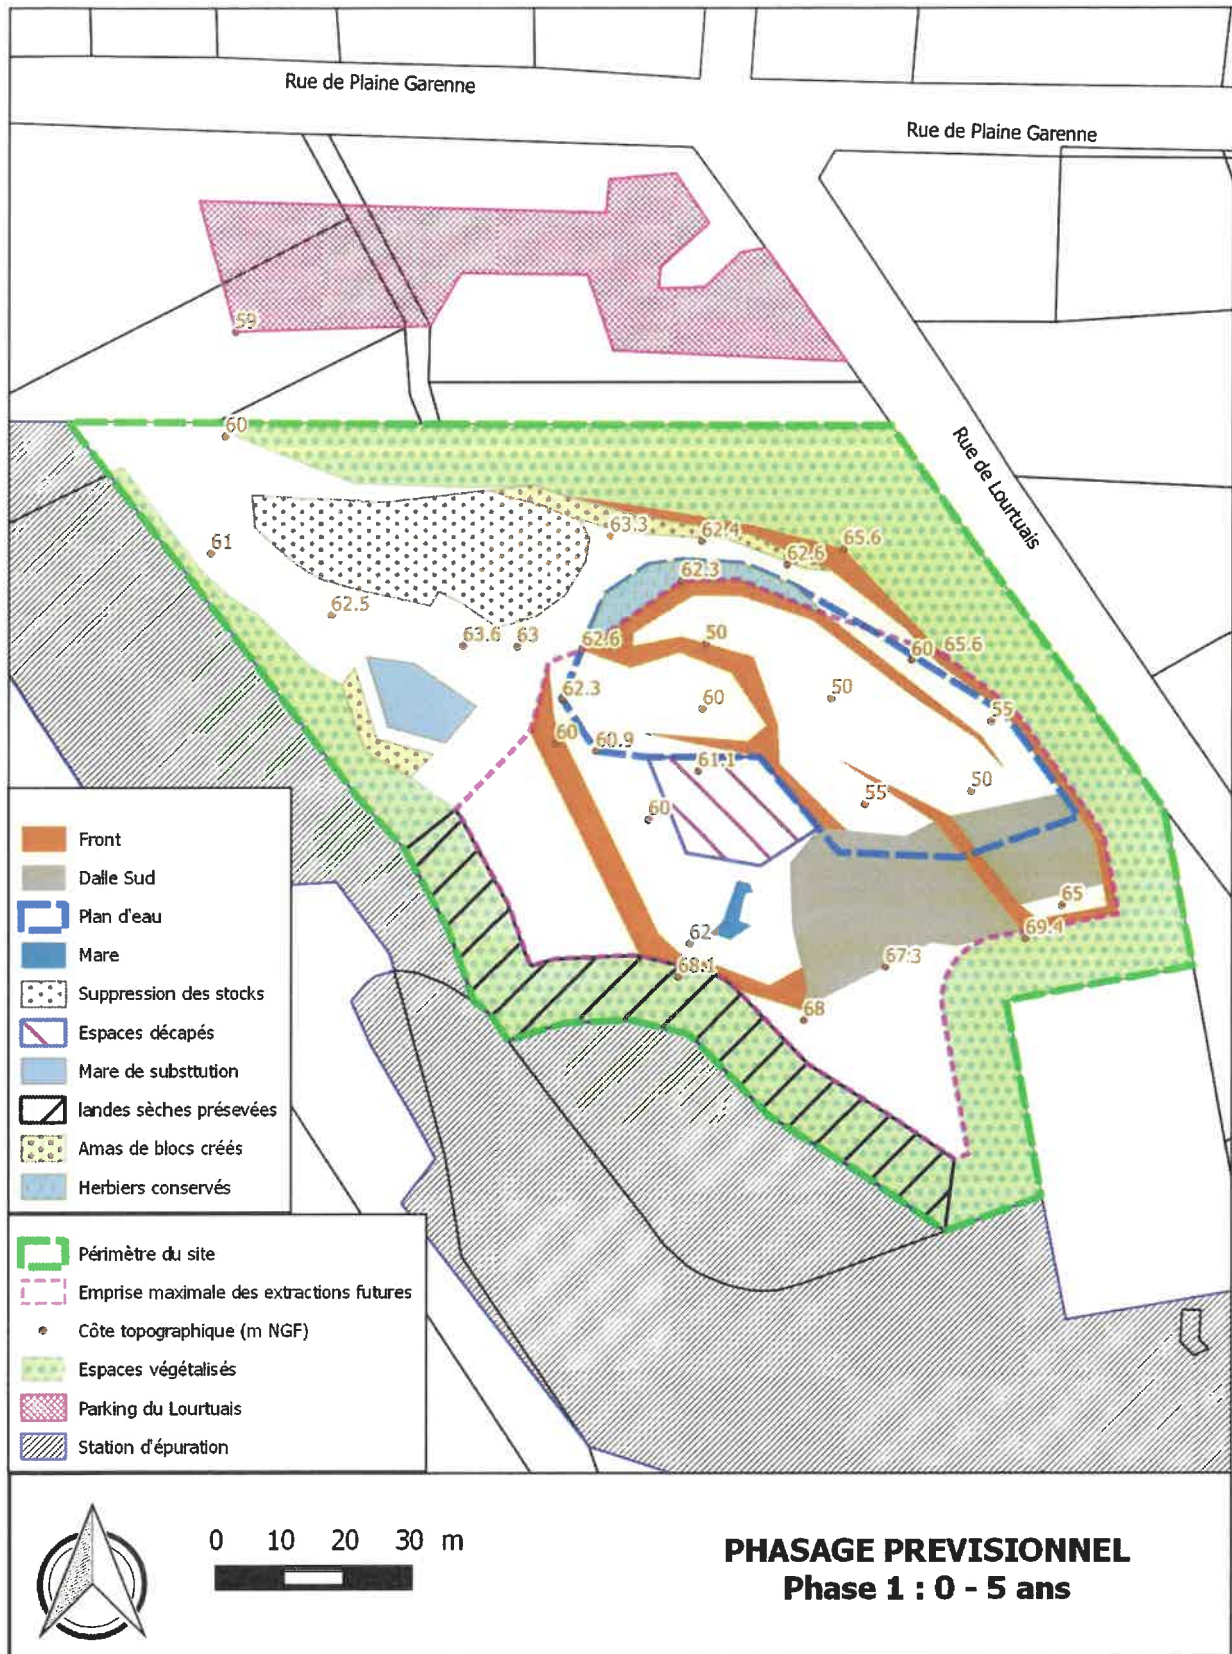 Rue de Plaine Garenne
Rue de Plaine Garenne
59
60
Rue de Lourtuais
63.3
62.4
65.6
61
62.6
62.3
62.5
63.6
63
62.6
50
60
65.6
62.3
60
50
55
60
60.9
61.1
50
60
55
65
62
69.4
68.1
67.3
68
Front
Dalle Sud
Plan d'eau
Mare
Suppression des stocks
Espaces décapés
Mare de substtution
landes sèches présevées
Amas de blocs créés
Herbiers conservés
Périmètre du site
Emprise maximale des extractions futures
Côte topographique (m NGF)
Espaces végétalisés
Parking du Lourtuais
Station d'épuration
0 10 20 30 m
PHASAGE PREVISIONNEL
Phase 1 : 0 - 5 ans